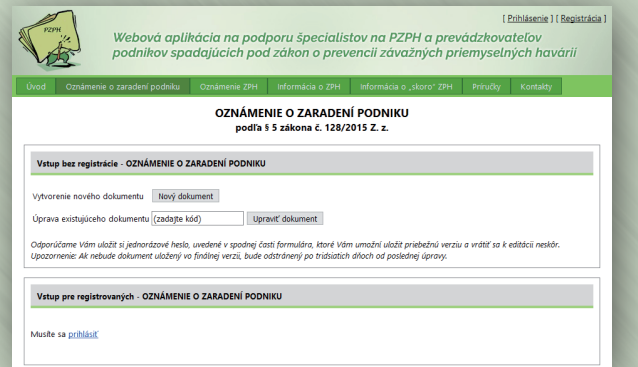 [ Prihlásenie ] [ Registrácia ]
PZPH
Webová aplikácia na podporu špecialistov na PZPH a prevádzkovateľov
podnikov spadajúcich pod zákon o prevencii závažných priemyselných havárií
Úvod Oznámenie o zaradení podniku Oznámenie ZPH Informácia o ZPH Informácia o „skoro“ ZPH Príručky Kontakty
OZNÁMENIE O ZARADENÍ PODNIKU
podľa § 5 zákona č. 128/2015 Z. z.
Vstup bez registrácie - OZNÁMENIE O ZARADENÍ PODNIKU
Vytvorenie nového dokumentu Nový dokument
Úprava existujúceho dokumentu (zadajte kód) Upraviť dokument
Odporúčame Vám uložiť si jednorázové heslo, uvedené v spodnej časti formulára, ktoré Vám umožní uložiť priebežnú verziu a vrátiť sa k editácii neskôr.
Upozornenie: Ak nebude dokument uložený vo finálnej verzii, bude odstránený po tridsiatich dňoch od poslednej úpravy.
Vstup pre registrovaných - OZNÁMENIE O ZARADENÍ PODNIKU
Musíte sa prihlásiť